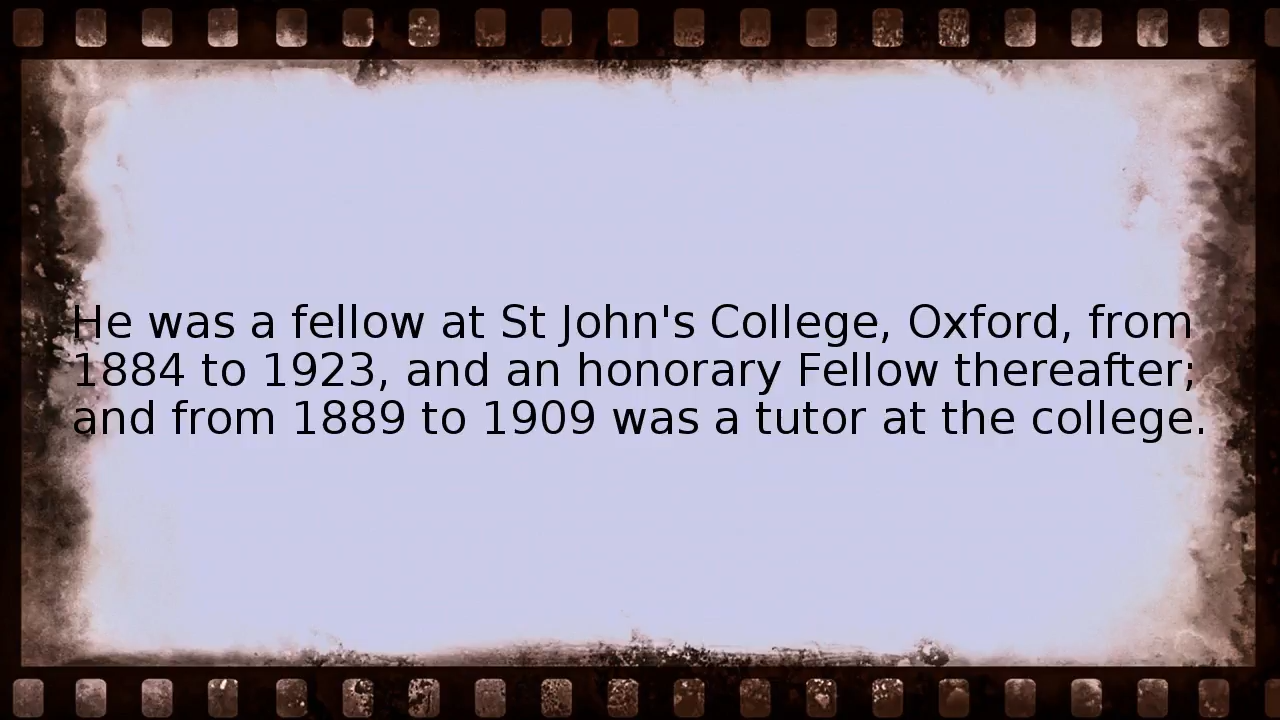 He was a fellow at St John's College, Oxford, from
1884 to 1923, and an honorary Fellow thereafter;
and from 1889 to 1909 was a tutor at the college.